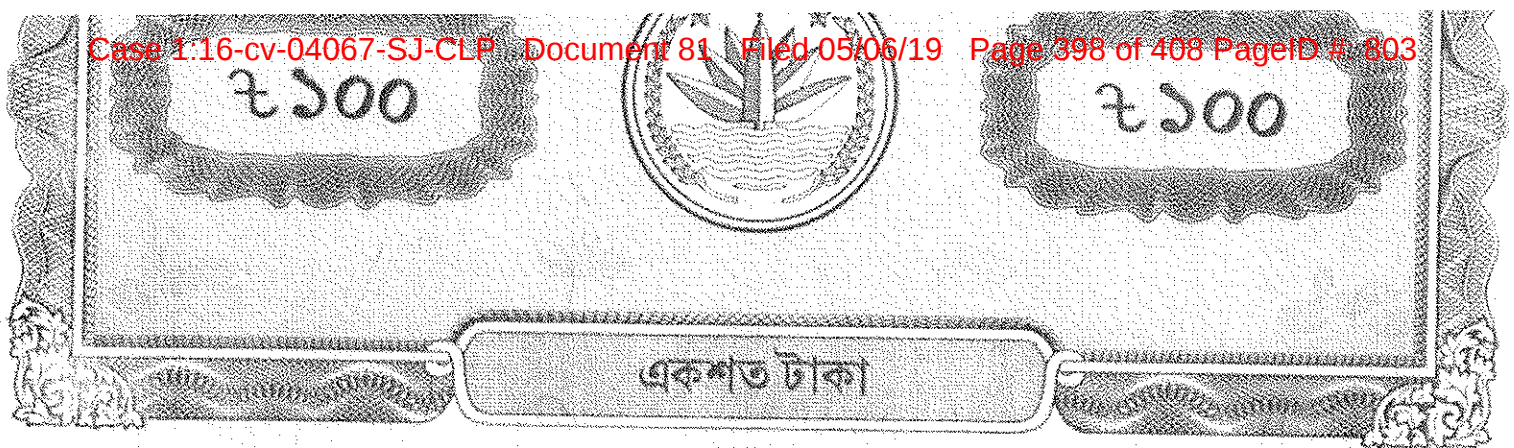 Case 1:16-cv-04067-SJ-CLP Document 81 Filed 05/06/19 Page 398 of 408 PageID #: 803
৳১০০ ৳১০০
একশত টাকা